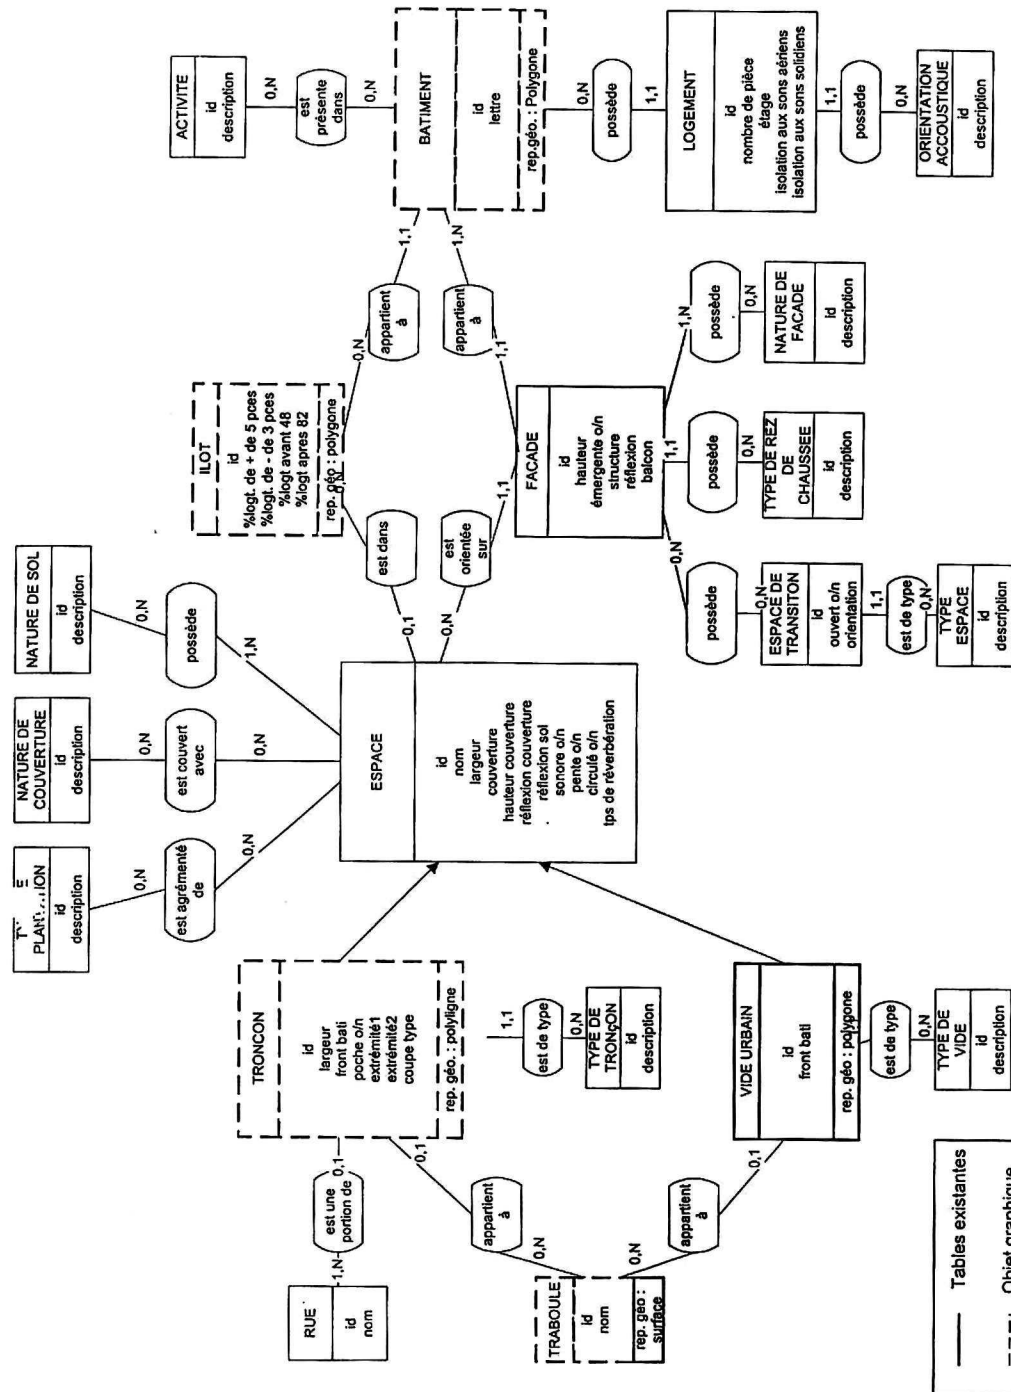 ACTIVITE
id
description
0,N
est
présente
dans
0,N
BATIMENT
id
lettre
rep.géo. : Polygone
0,N
possède
1,1
LOGEMENT
id
nombre de pièce
étage
isolation aux sons aériens
isolation aux sons solidiens
1,1
possède
0,N
ORIENTATION
ACCOUSTIQUE
id
description
1,1
appartient
à
0,N
1,N
appartient
à
1,1
ILOT
id
%logt. de + de 5 pces
%logt. de - de 3 pces
%logt avant 48
%logt apres 82
rep. géo : polygone
0,N
est dans
0,1
FACADE
id
hauteur
émergente o/n
structure
réflexion
balcon
1,1
est
orientée
sur
0,N
1,N
possède
0,N
NATURE DE
FACADE
id
description
1,1
possède
0,N
TYPE DE REZ
DE
CHAUSSEE
id
description
0,N
possède
0,N
ESPACE DE
TRANSITON
id
ouvert o/n
orientation
1,1
est de type
0,N
TYPE
ESPACE
id
description
NATURE DE SOL
id
description
0,N
possède
1,N
NATURE DE
COUVERTURE
id
description
0,N
est couvert
avec
0,N
id
description
0,N
est agrémenté
de
0,N
ESPACE
id
nom
largeur
couverture
hauteur couverture
réflexion couverture
réflexion sol
sonore o/n
pente o/n
circulé o/n
tps de réverbération
TRONCON
id
largeur
front bati
poche o/n
extrémité1
extrémité2
coupe type
rep. géo. : polyligne
1,1
est de type
0,N
TYPE DE
TRONÇON
id
description
VIDE URBAIN
id
front bati
rep. géo : polygone
est de type
0,N
TYPE DE
VIDE
id
description
0,1
est une
portion de
1,N
RUE
id
nom
0,1
appartient
à
0,N
0,1
appartient
à
0,N
TRABOULE
id
nom
rep. géo :
surface
Tables existantes
Objet graphique